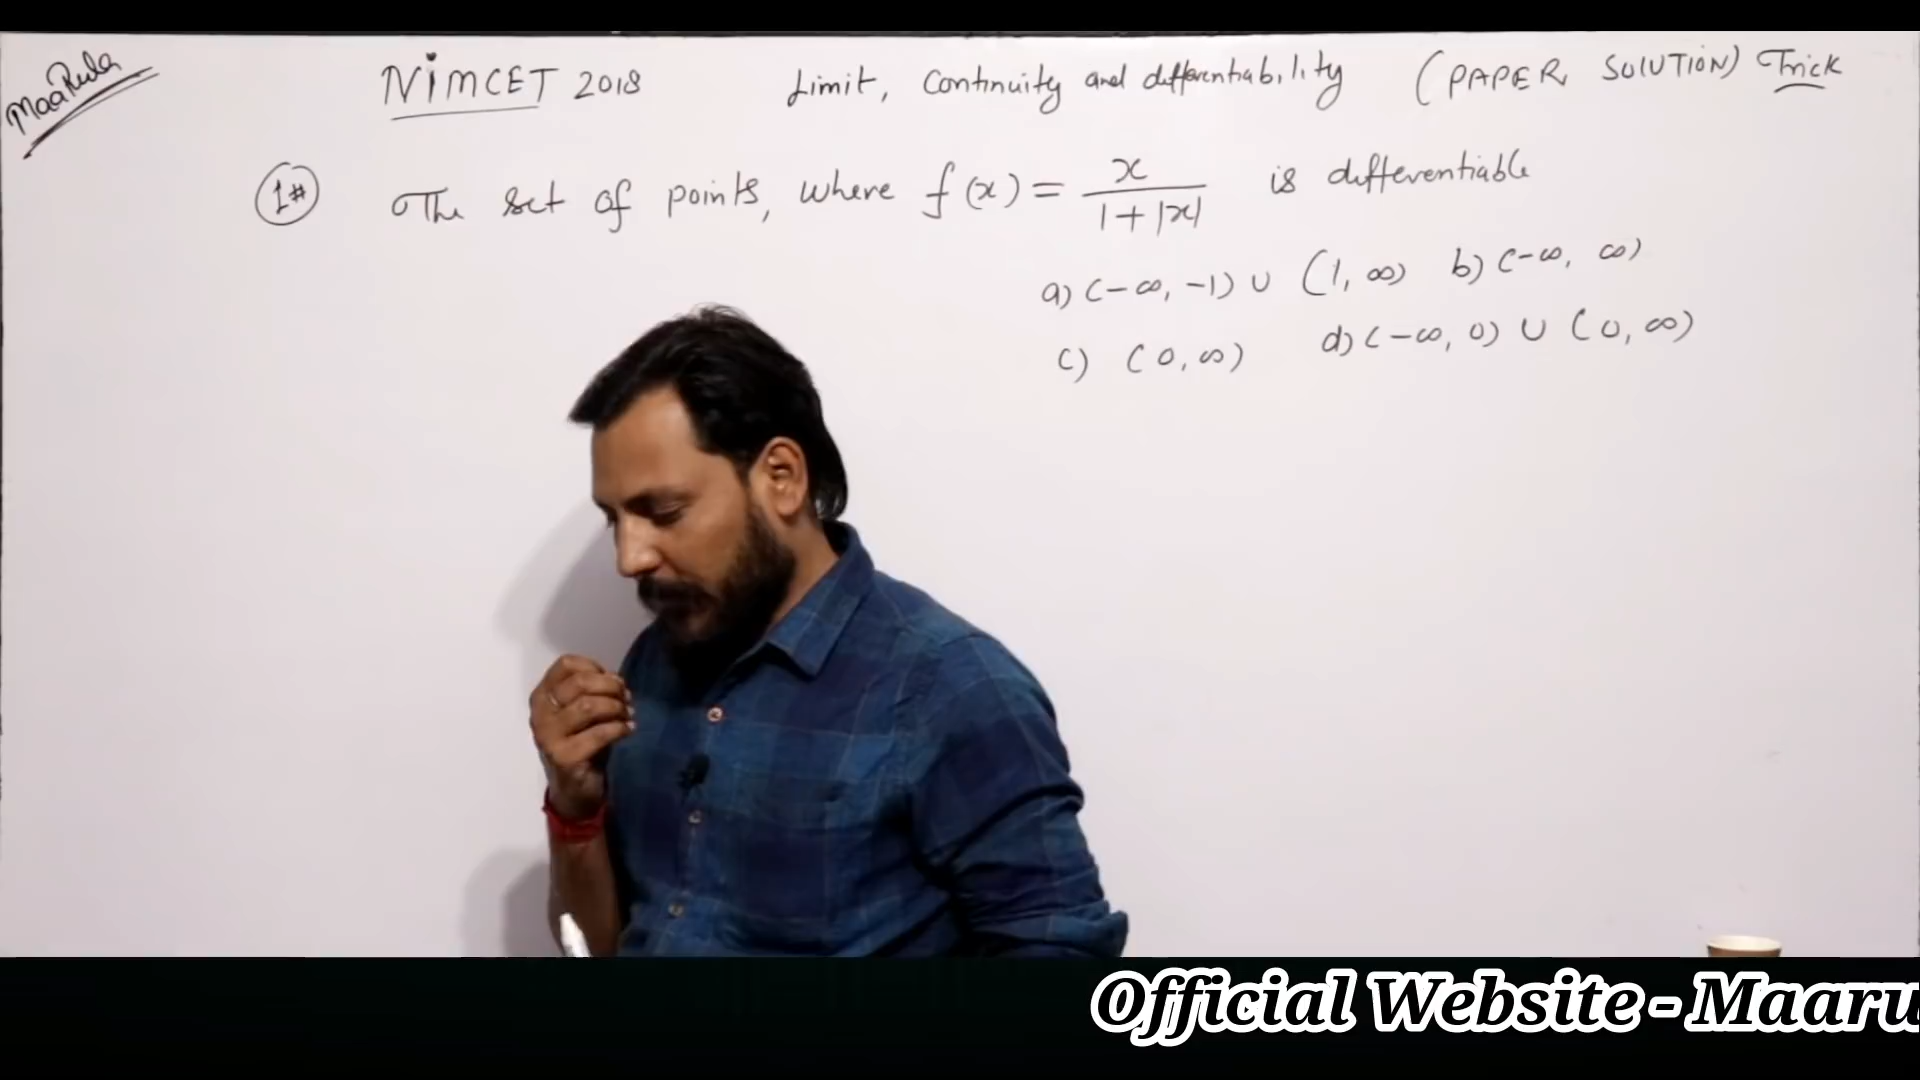 MaaRula
NIMCET 2018 Limit, Continuity and differentiability (PAPER SOLUTION) Trick
1# The set of points, where f(x) = x / 1+|x| is differentiable
a) (-∞, -1) ∪ (1, ∞) b) (-∞, ∞)
c) (0, ∞) d) (-∞, 0) ∪ (0, ∞)
Official Website - Maaru